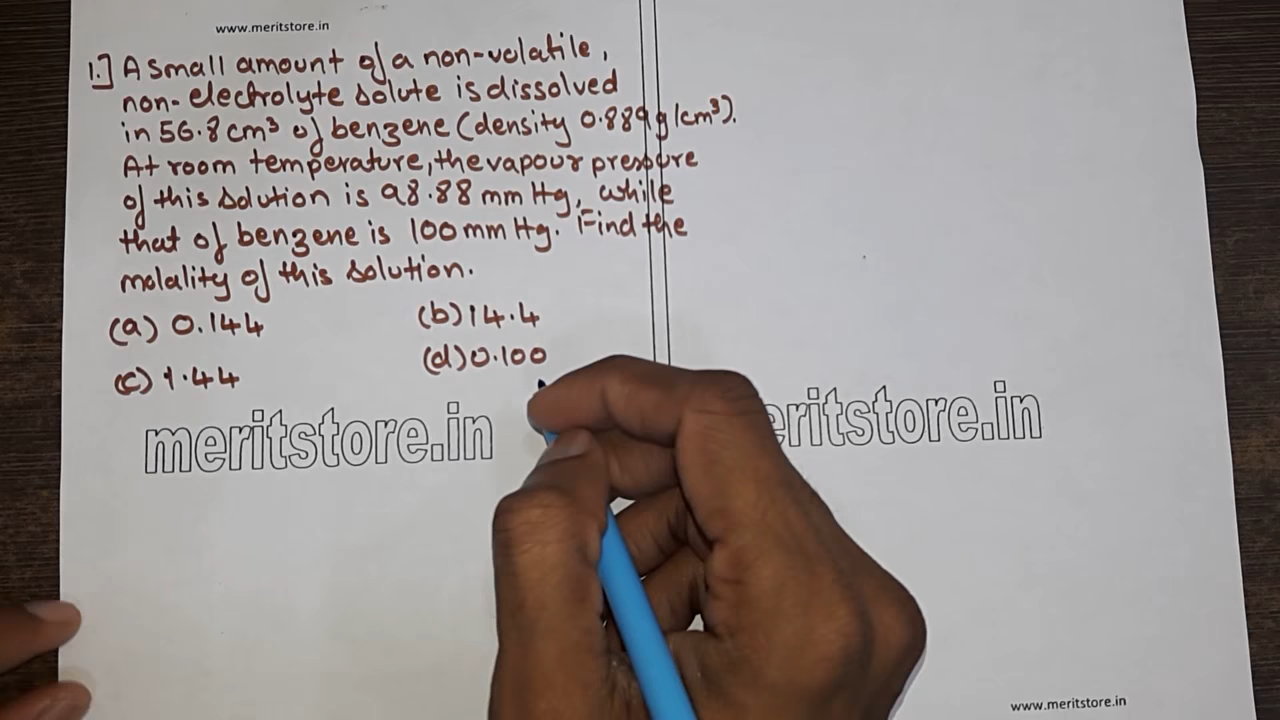 www.meritstore.in
1.] A small amount of a non-volatile,
non-electrolyte solute is dissolved
in 56.8 cm³ of benzene (density 0.889 g/cm³).
At room temperature, the vapour pressure
of this solution is 98.88 mm Hg, while
that of benzene is 100 mm Hg. Find the
molality of this solution.
(a) 0.144 (b) 14.4
(c) 1.44 (d) 0.100
meritstore.in eritstore.in
www.meritstore.in